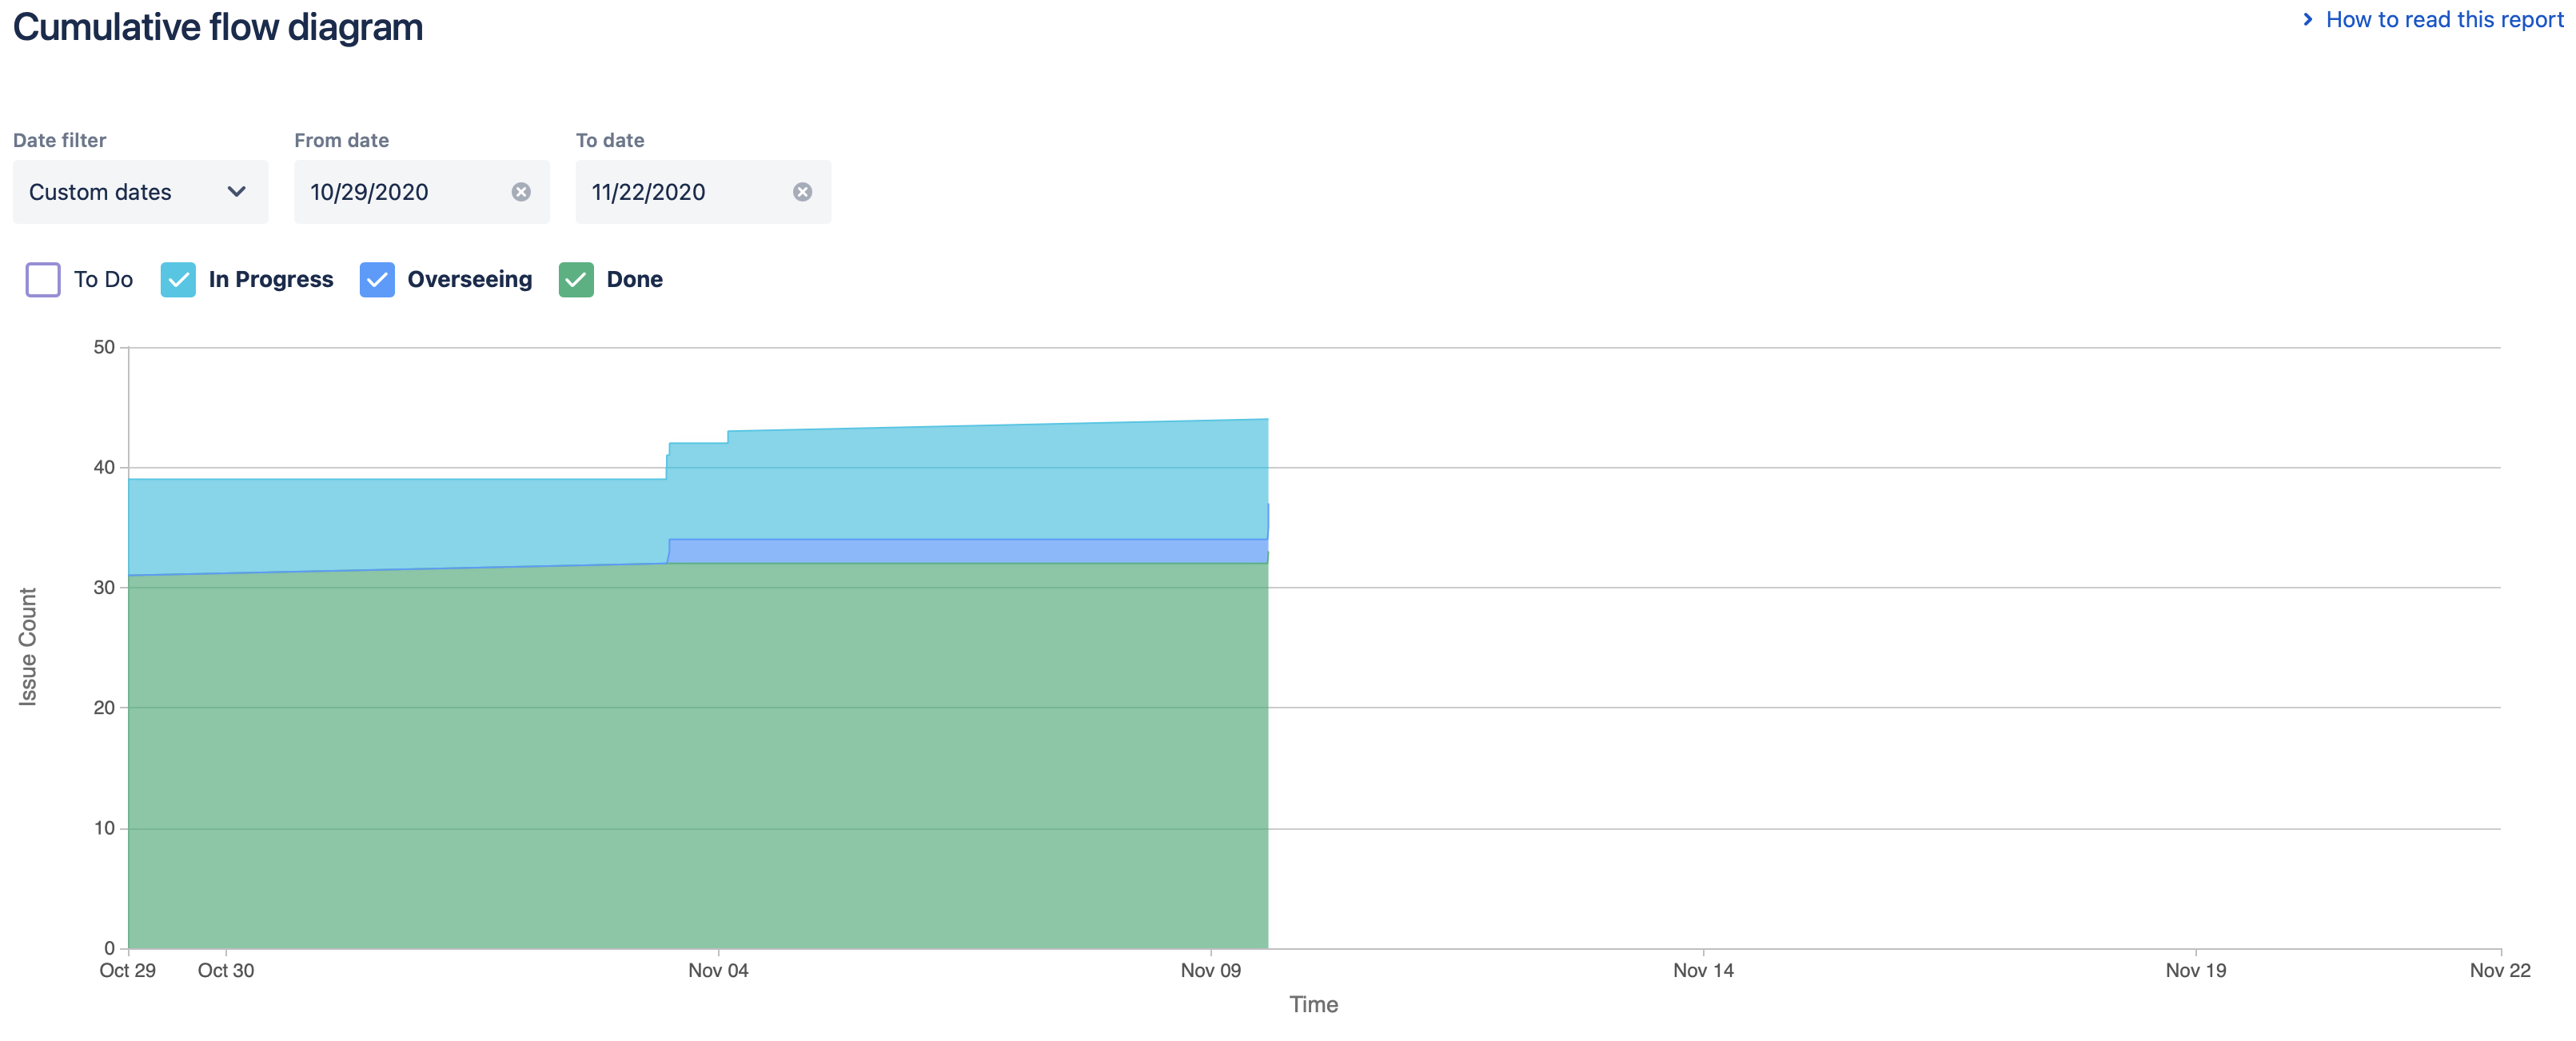 Cumulative flow diagram
How to read this report
Date filter
From date
To date
Custom dates
10/29/2020
11/22/2020
To Do
In Progress
Overseeing
Done
50
40
30
20
10
0
Issue Count
Oct 29
Oct 30
Nov 04
Nov 09
Nov 14
Nov 19
Nov 22
Time